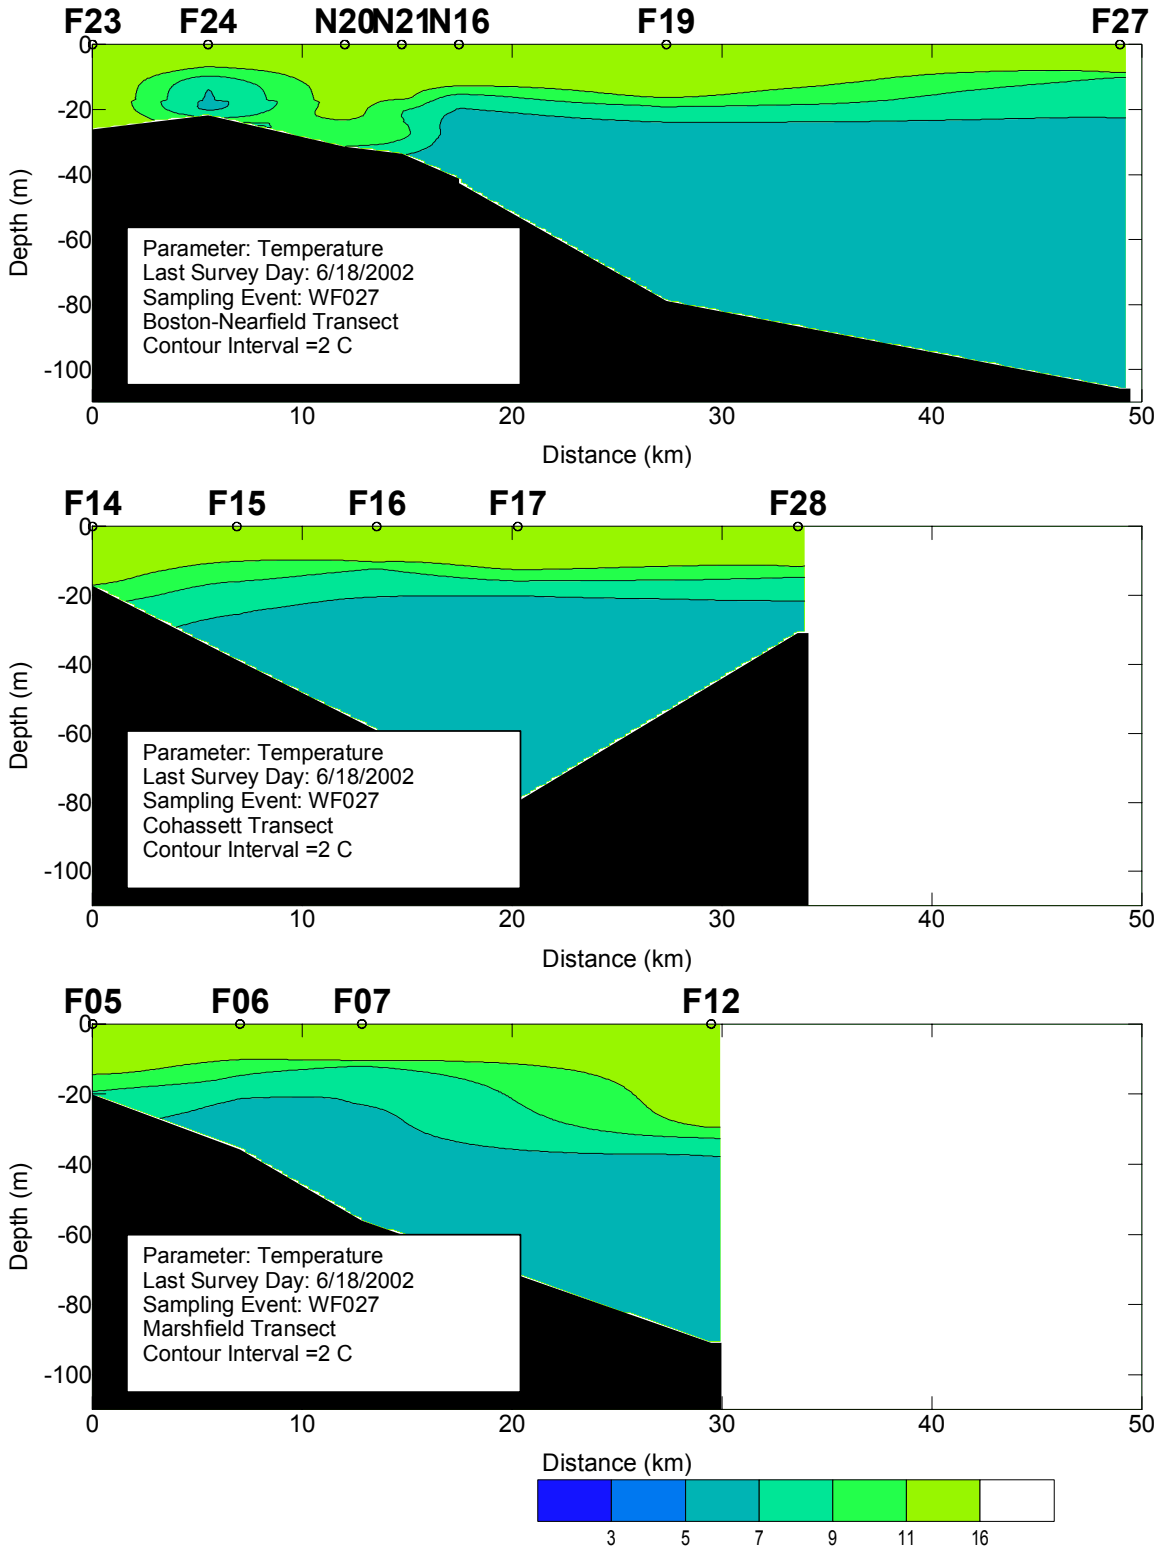 F23 F24 N20 N21 N16 F19 F27
0
-20
-40
-60
-80
-100
Depth (m)
Parameter: Temperature
Last Survey Day: 6/18/2002
Sampling Event: WF027
Boston-Nearfield Transect
Contour Interval =2 C
0 10 20 30 40 50
Distance (km)
F14 F15 F16 F17 F28
0
-20
-40
-60
-80
-100
Depth (m)
Parameter: Temperature
Last Survey Day: 6/18/2002
Sampling Event: WF027
Cohassett Transect
Contour Interval =2 C
0 10 20 30 40 50
Distance (km)
F05 F06 F07 F12
0
-20
-40
-60
-80
-100
Depth (m)
Parameter: Temperature
Last Survey Day: 6/18/2002
Sampling Event: WF027
Marshfield Transect
Contour Interval =2 C
0 10 20 30 40 50
Distance (km)
3 5 7 9 11 16